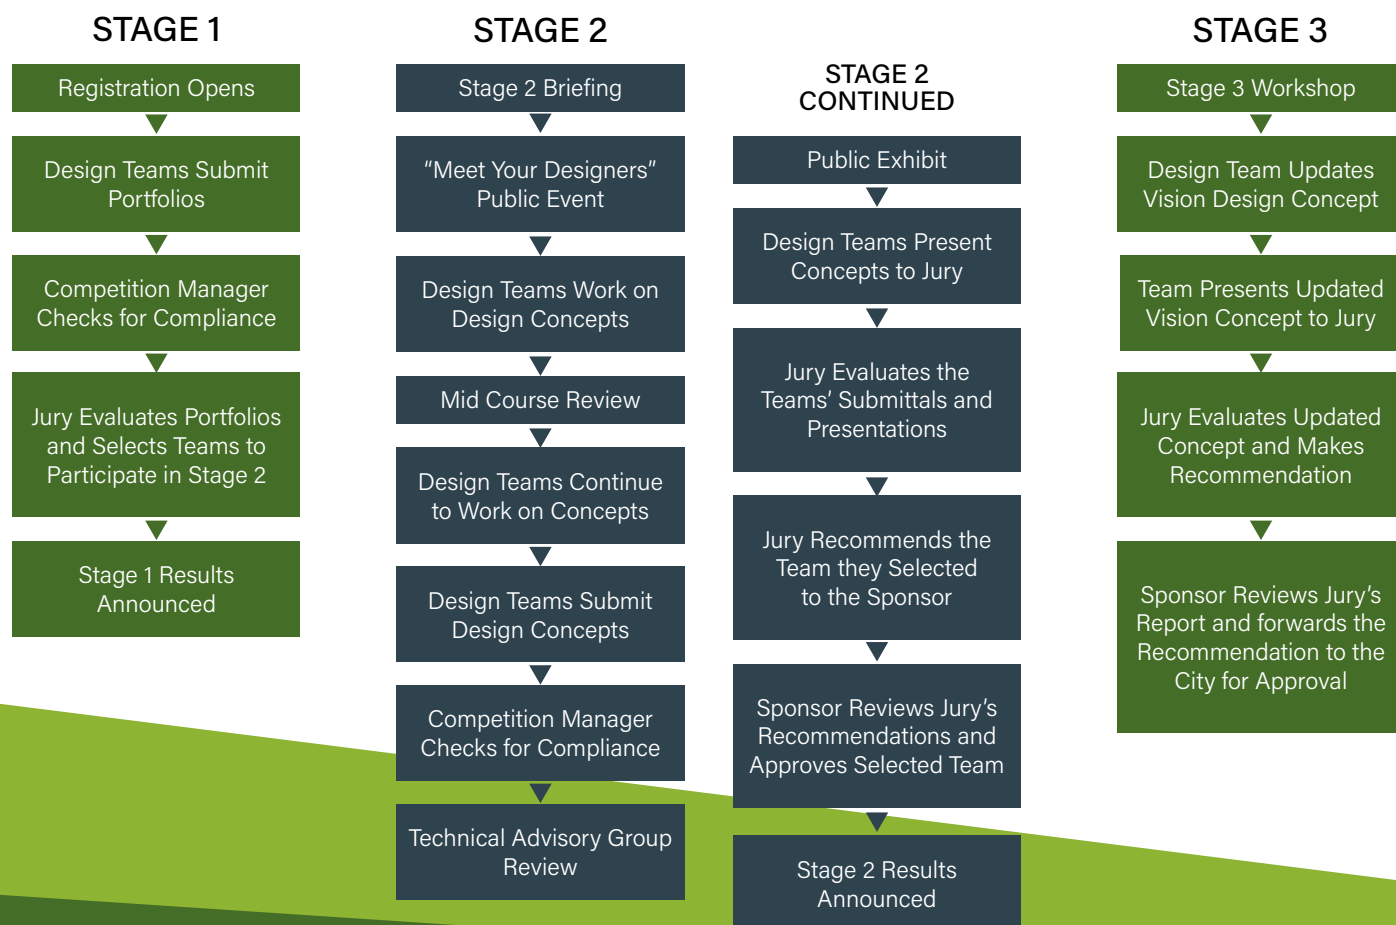 STAGE 1
Registration Opens
Design Teams Submit
Portfolios
Competition Manager
Checks for Compliance
Jury Evaluates Portfolios
and Selects Teams to
Participate in Stage 2
Stage 1 Results
Announced
STAGE 2
Stage 2 Briefing
“Meet Your Designers”
Public Event
Design Teams Work on
Design Concepts
Mid Course Review
Design Teams Continue
to Work on Concepts
Design Teams Submit
Design Concepts
Competition Manager
Checks for Compliance
Technical Advisory Group
Review
STAGE 2
CONTINUED
Public Exhibit
Design Teams Present
Concepts to Jury
Jury Evaluates the
Teams’ Submittals and
Presentations
Jury Recommends the
Team they Selected
to the Sponsor
Sponsor Reviews Jury’s
Recommendations and
Approves Selected Team
Stage 2 Results
Announced
STAGE 3
Stage 3 Workshop
Design Team Updates
Vision Design Concept
Team Presents Updated
Vision Concept to Jury
Jury Evaluates Updated
Concept and Makes
Recommendation
Sponsor Reviews Jury’s
Report and forwards the
Recommendation to the
City for Approval